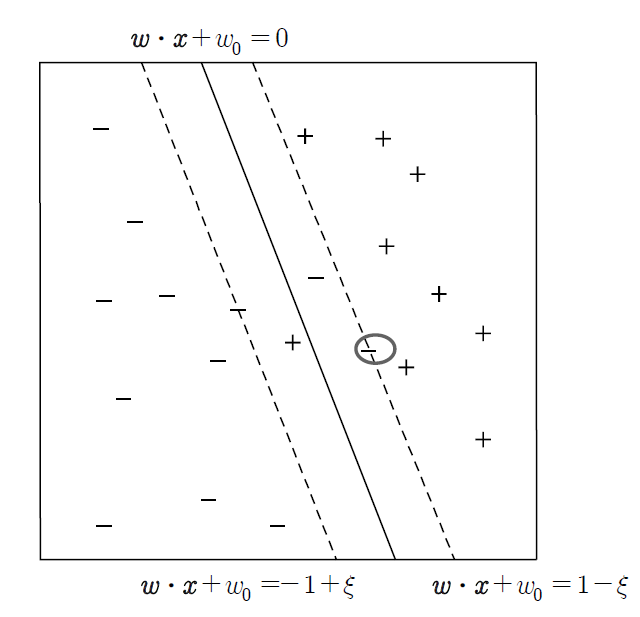 w · x + w₀ = 0
w · x + w₀ = −1 + ξ
w · x + w₀ = 1 − ξ